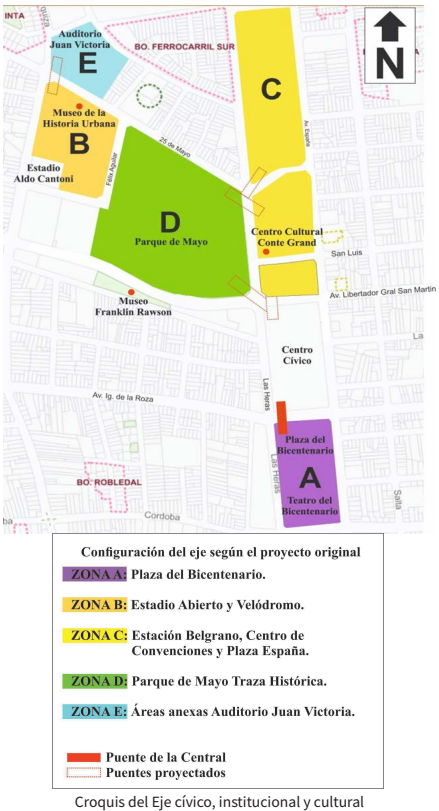 INTA
Auditorio
Juan Victoria
E
BO. FERROCARRIL SUR
N
C
Av. España
Museo de la
Historia Urbana
B
Estadio
Aldo Cantoni
Félix Aguilar
25 de Mayo
D
Parque de Mayo
Centro Cultural
Conte Grand
San Luis
Av. Libertador Gral San Martin
Museo
Franklin Rawson
La
Centro
Cívico
Las Heras
Av. Ig. de la Roza
Plaza del
Bicentenario
A
Teatro del
Bicentenario
Las Heras
Salta
BO. ROBLEDAL
Cordoba
ba
Configuración del eje según el proyecto original
ZONA A: Plaza del Bicentenario.
ZONA B: Estadio Abierto y Velódromo.
ZONA C: Estación Belgrano, Centro de
Convenciones y Plaza España.
ZONA D: Parque de Mayo Traza Histórica.
ZONA E: Áreas anexas Auditorio Juan Victoria.
Puente de la Central
Puentes proyectados
Croquis del Eje cívico, institucional y cultural